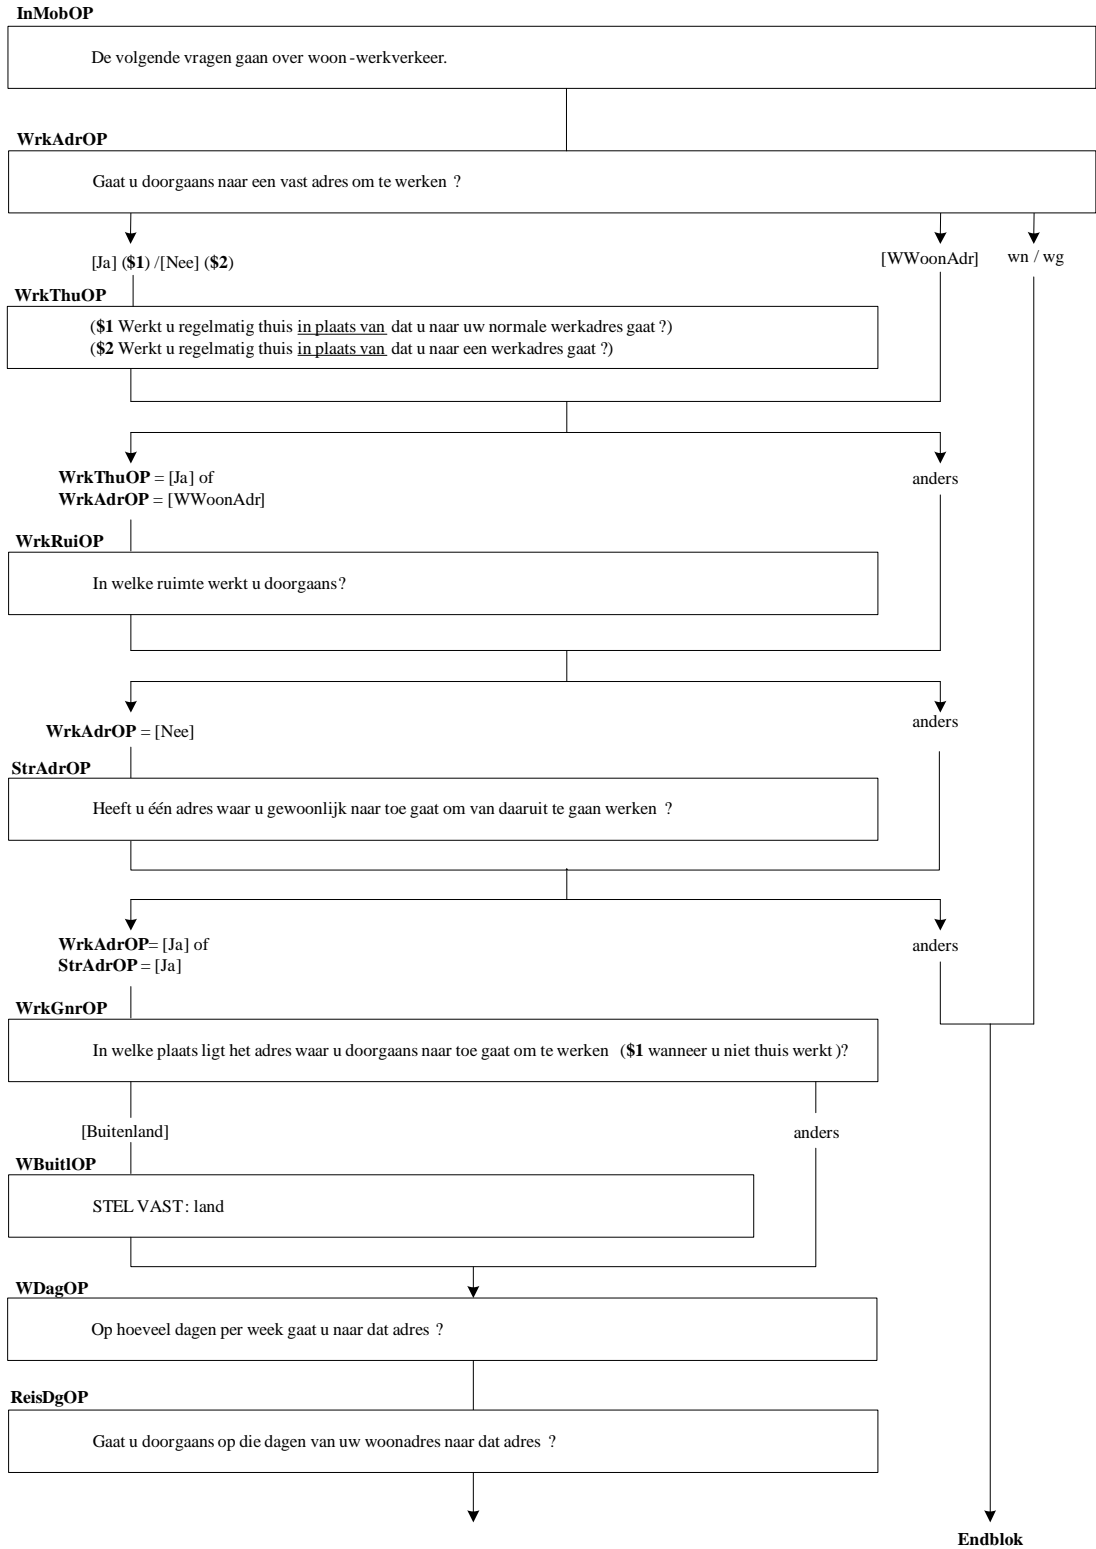 InMobOP
De volgende vragen gaan over woon-werkverkeer.
WrkAdrOP
Gaat u doorgaans naar een vast adres om te werken ?
[Ja] ($1) /[Nee] ($2)
[WWoonAdr]
wn / wg
WrkThuOP
($1 Werkt u regelmatig thuis in plaats van dat u naar uw normale werkadres gaat ?)
($2 Werkt u regelmatig thuis in plaats van dat u naar een werkadres gaat ?)
WrkThuOP = [Ja] of
WrkAdrOP = [WWoonAdr]
anders
WrkRuiOP
In welke ruimte werkt u doorgaans?
WrkAdrOP = [Nee]
anders
StrAdrOP
Heeft u één adres waar u gewoonlijk naar toe gaat om van daaruit te gaan werken ?
WrkAdrOP= [Ja] of
StrAdrOP = [Ja]
anders
WrkGnrOP
In welke plaats ligt het adres waar u doorgaans naar toe gaat om te werken ($1 wanneer u niet thuis werkt )?
[Buitenland]
anders
WBuitlOP
STEL VAST : land
WDagOP
Op hoeveel dagen per week gaat u naar dat adres ?
ReisDgOP
Gaat u doorgaans op die dagen van uw woonadres naar dat adres ?
Endblok